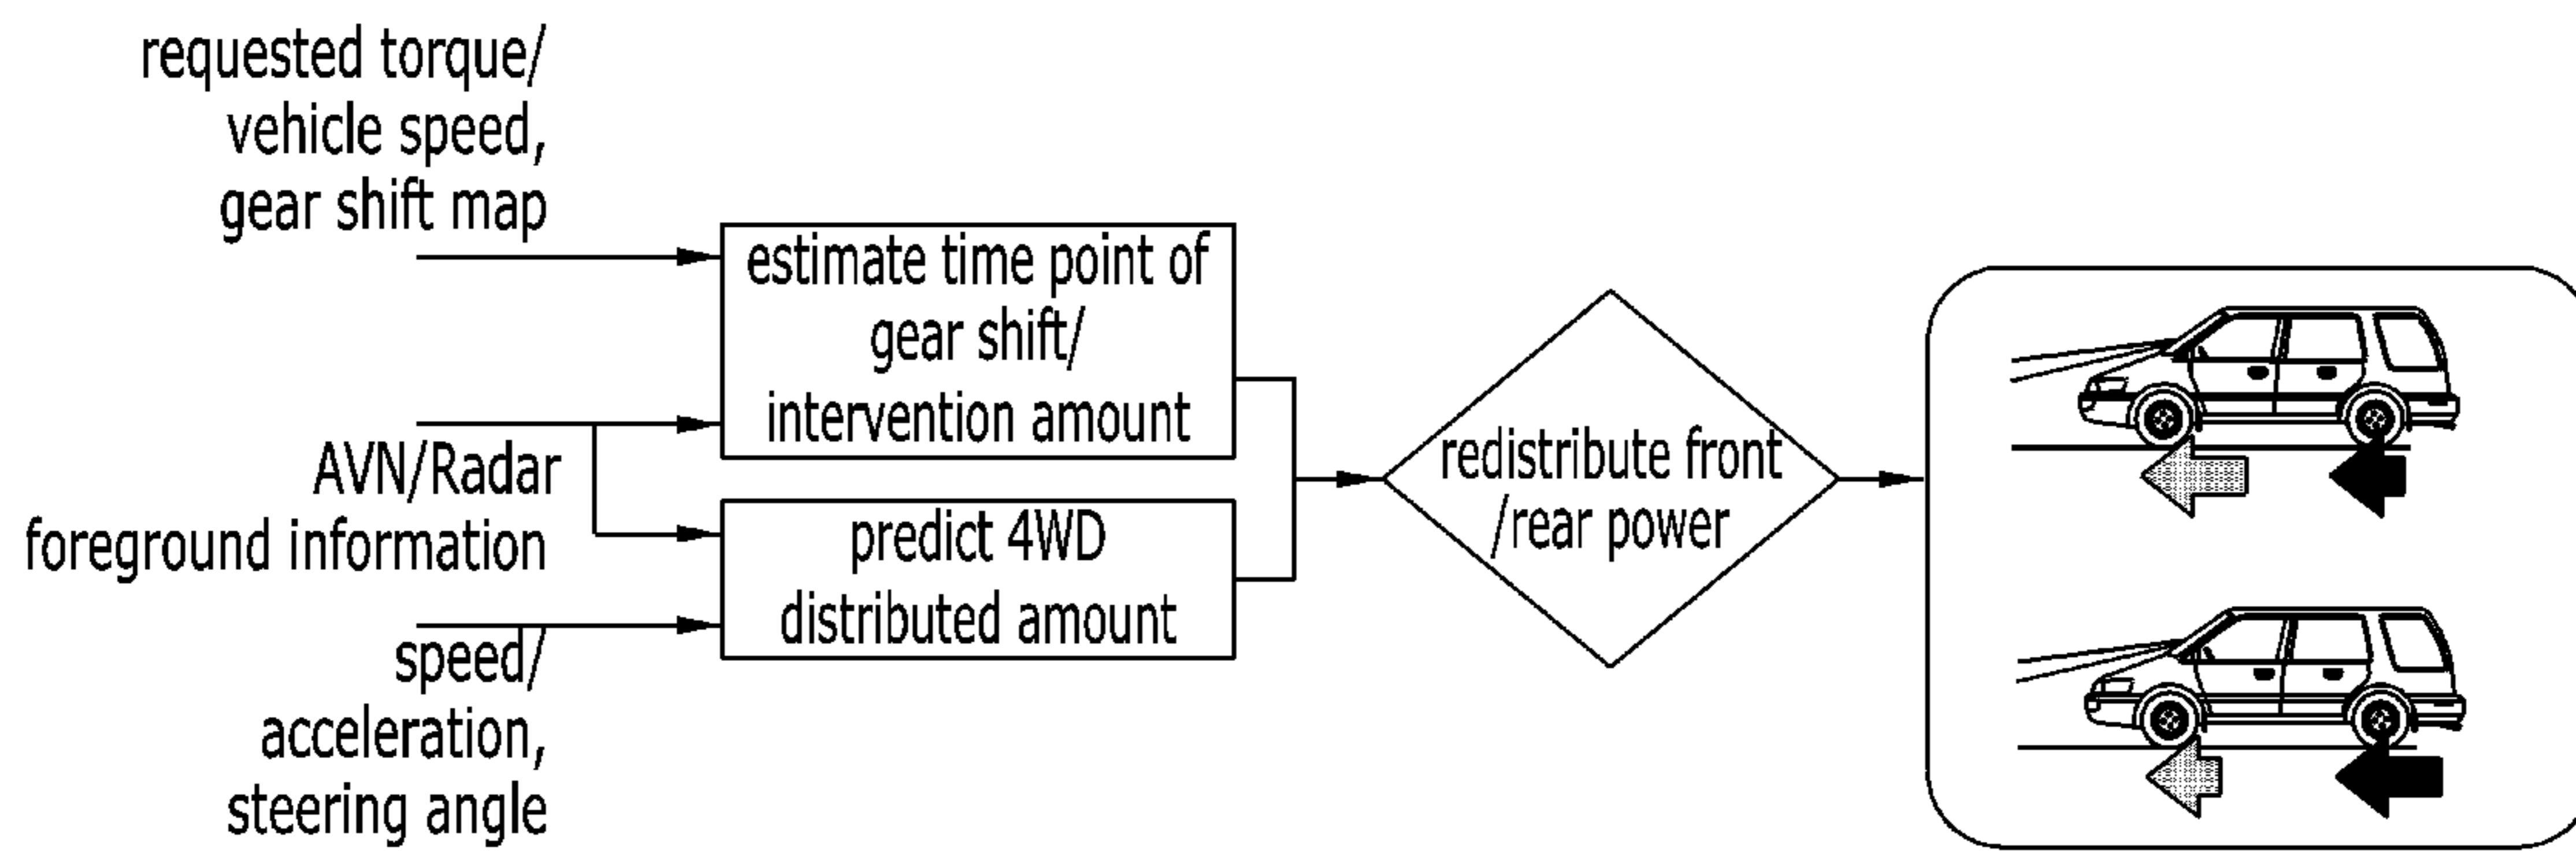 requested torque/
vehicle speed,
gear shift map
AVN/Radar
foreground information
speed/
acceleration,
steering angle
estimate time point of
gear shift/
intervention amount
predict 4WD
distributed amount
redistribute front
/rear power